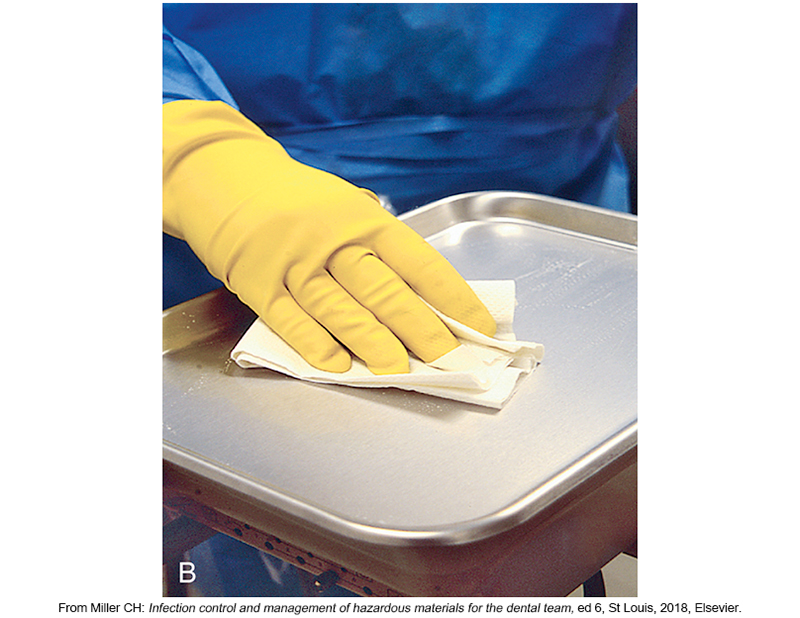 B
From Miller CH: Infection control and management of hazardous materials for the dental team, ed 6, St Louis, 2018, Elsevier.